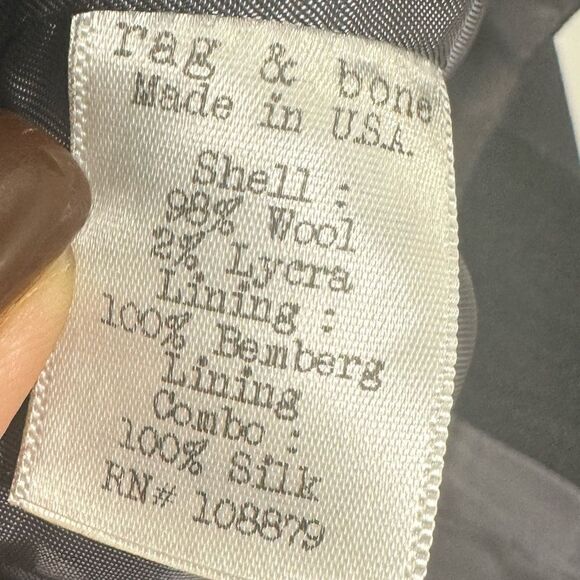 rag & bone
Made in U.S.A.
Shell :
98% Wool
2% Lycra
Lining :
100% Bemberg
Lining
Combo :
100% Silk
RN# 108879